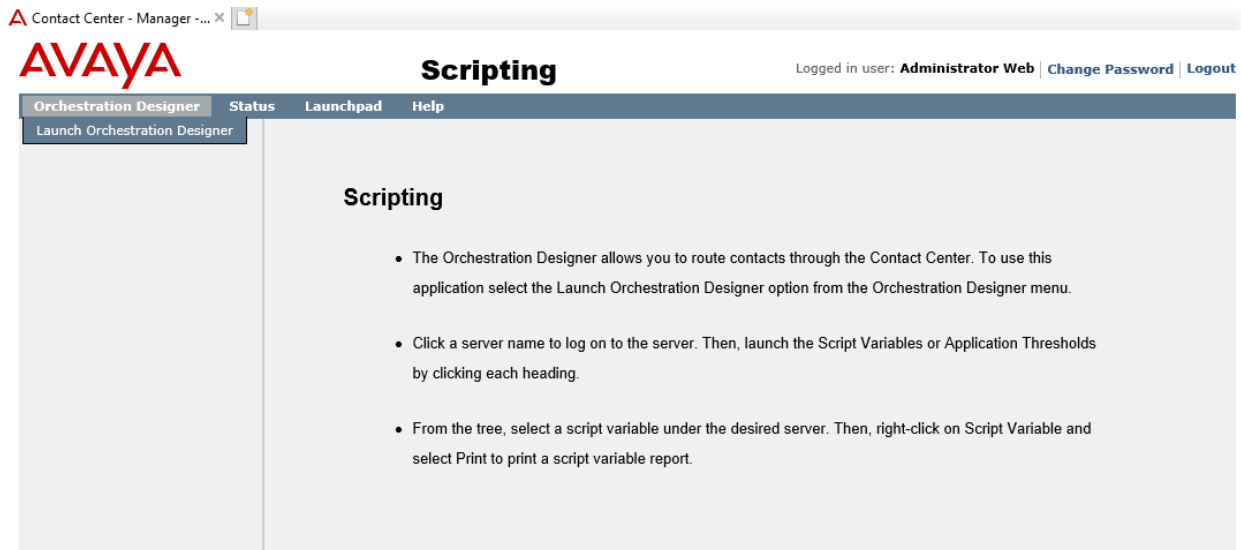 Contact Center - Manager -...
AVAYA
Scripting
Logged in user: Administrator Web | Change Password | Logout
Orchestration Designer Status Launchpad Help
Launch Orchestration Designer
Scripting
• The Orchestration Designer allows you to route contacts through the Contact Center. To use this
application select the Launch Orchestration Designer option from the Orchestration Designer menu.
• Click a server name to log on to the server. Then, launch the Script Variables or Application Thresholds
by clicking each heading.
• From the tree, select a script variable under the desired server. Then, right-click on Script Variable and
select Print to print a script variable report.